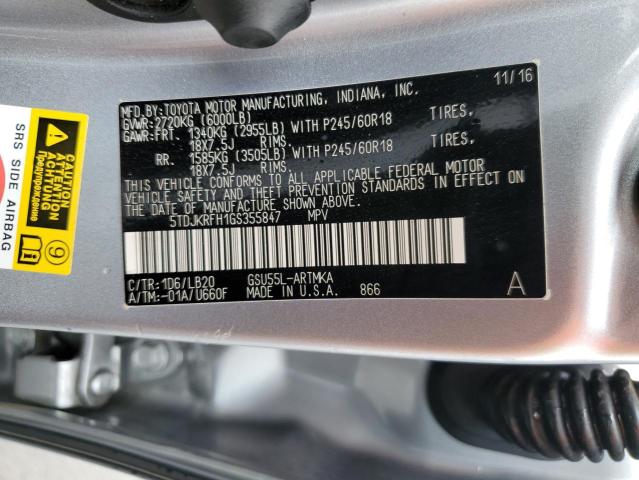 11/16
MFD.BY:TOYOTA MOTOR MANUFACTURING, INDIANA, INC.
GVWR:2720KG (6000LB)
GAWR:FRT. 1340KG (2955LB) WITH P245/60R18 TIRES,
18X7.5J RIMS.
RR. 1585KG (3505LB) WITH P245/60R18 TIRES,
18X7.5J RIMS.
THIS VEHICLE CONFORMS TO ALL APPLICABLE FEDERAL MOTOR
VEHICLE SAFETY AND THEFT PREVENTION STANDARDS IN EFFECT ON
THE DATE OF MANUFACTURE SHOWN ABOVE.
5TDJKRFH1GS355847 MPV
C/TR:1D6/LB20 GSU55L-ARTMKA
A/TM:-01A/U660F MADE IN U.S.A. 866 A
SRS SIDE AIRBAG
ATTENTION
ACHTUNG
Предупреждение
9